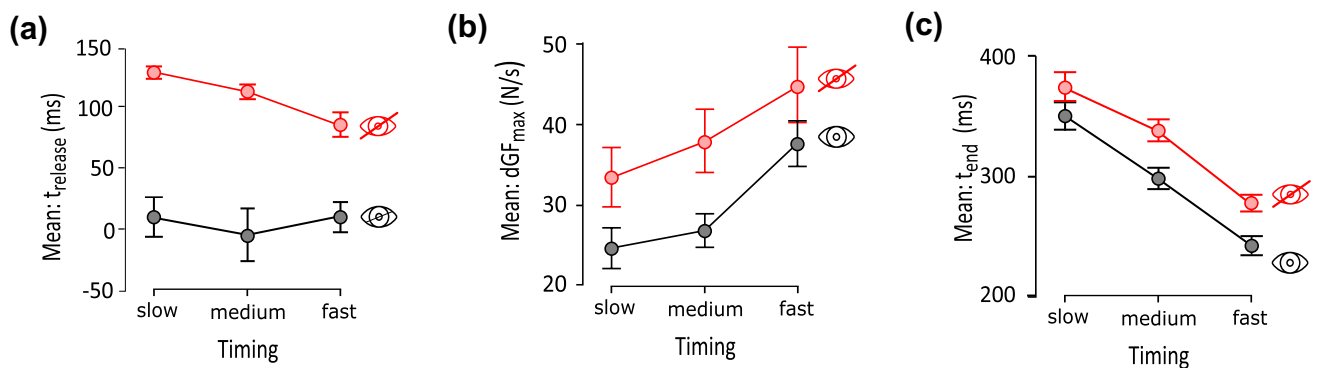 (a)
Mean: t_release (ms)
150
100
50
0
-50
slow medium fast
Timing
(b)
Mean: dGF_max (N/s)
50
40
30
20
slow medium fast
Timing
(c)
Mean: t_end (ms)
400
300
200
slow medium fast
Timing